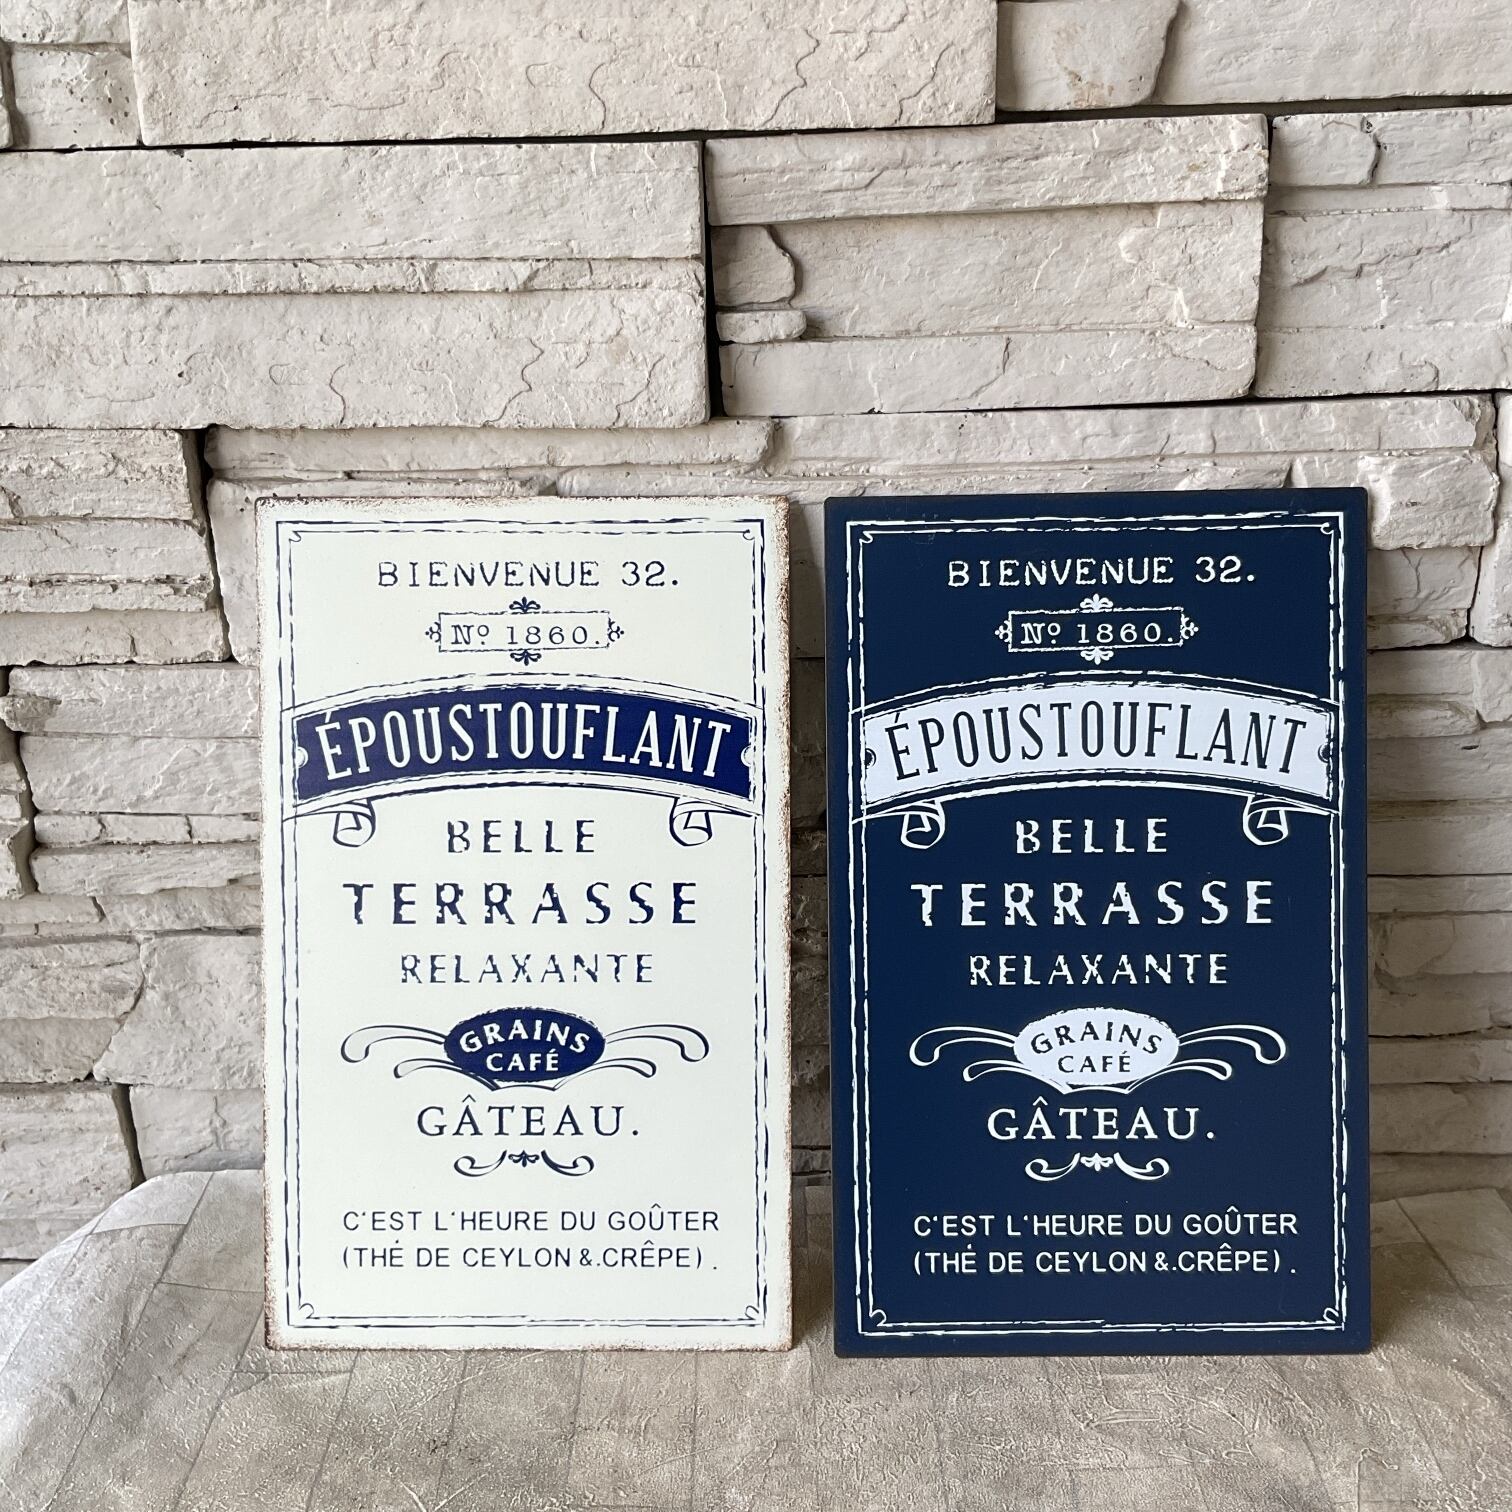 BIENVENUE 32.
Nº 1860.
ÉPOUSTOUFLANT
BELLE
TERRASSE
RELAXANTE
GRAINS
CAFÉ
GÂTEAU.
C'EST L'HEURE DU GOÛTER
(THÉ DE CEYLON &.CRÊPE) .
BIENVENUE 32.
Nº 1860.
ÉPOUSTOUFLANT
BELLE
TERRASSE
RELAXANTE
GRAINS
CAFÉ
GÂTEAU.
C'EST L'HEURE DU GOÛTER
(THÉ DE CEYLON &.CRÊPE) .